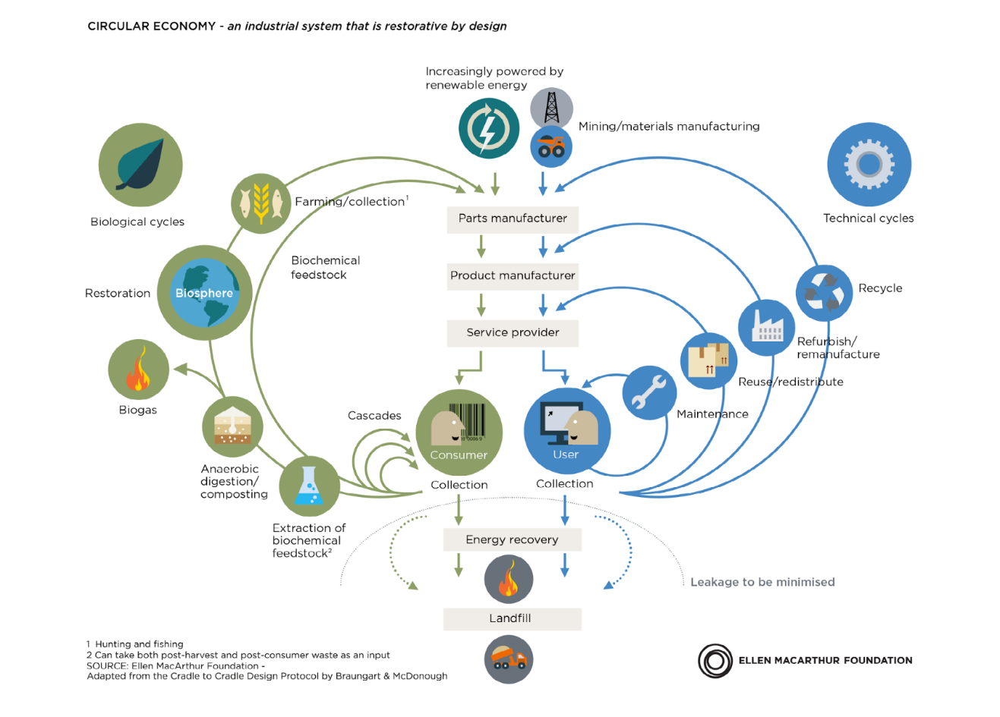 CIRCULAR ECONOMY - an industrial system that is restorative by design
Increasingly powered by
renewable energy
Mining/materials manufacturing
Biological cycles
Technical cycles
Farming/collection¹
Parts manufacturer
Biochemical
feedstock
Product manufacturer
Restoration
Biosphere
Recycle
Service provider
Refurbish/
remanufacture
Reuse/redistribute
Biogas
Cascades
Maintenance
Consumer
User
Anaerobic
digestion/
composting
Collection
Collection
Extraction of
biochemical
feedstock²
Energy recovery
Leakage to be minimised
Landfill
1 Hunting and fishing
2 Can take both post-harvest and post-consumer waste as an input
SOURCE: Ellen MacArthur Foundation -
Adapted from the Cradle to Cradle Design Protocol by Braungart & McDonough
ELLEN MACARTHUR FOUNDATION